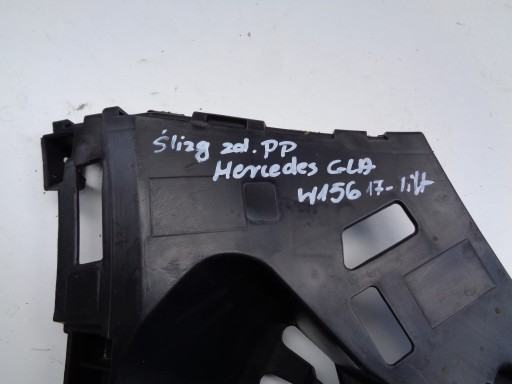 Ślizg zd. PP
Mercedes GLA
W156 17- lift